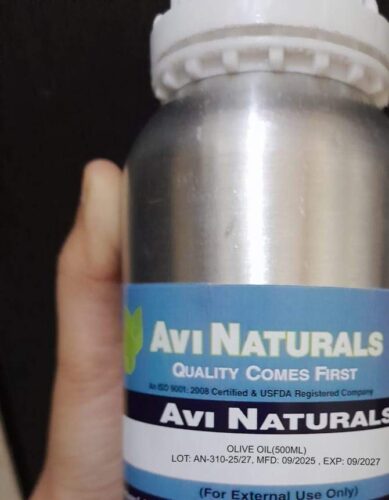 AVI NATURALS
QUALITY COMES FIRST
An ISO 9001: 2008 Certified & USFDA Registered Company
AVI NATURALS
OLIVE OIL(500ML)
LOT: AN-310-25/27, MFD: 09/2025 , EXP: 09/2027
(For External Use Only)